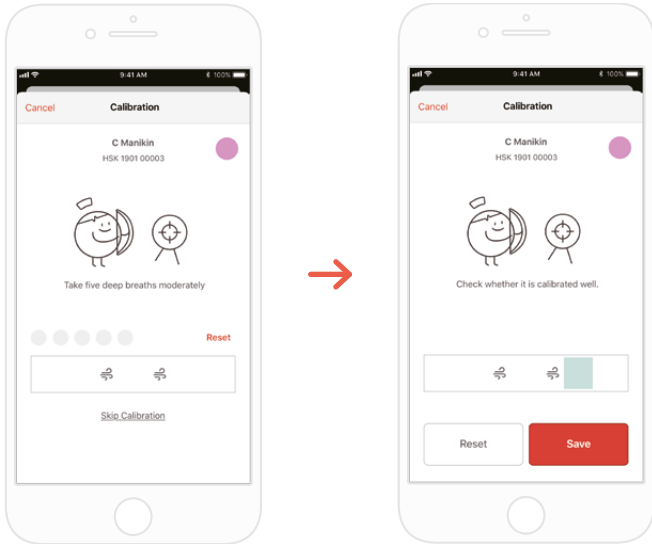 9:41 AM
100%
Cancel
Calibration
C Manikin
HSK 1901 00003
Take five deep breaths moderately
Reset
Skip Calibration
9:41 AM
100%
Cancel
Calibration
C Manikin
HSK 1901 00003
Check whether it is calibrated well.
Reset
Save